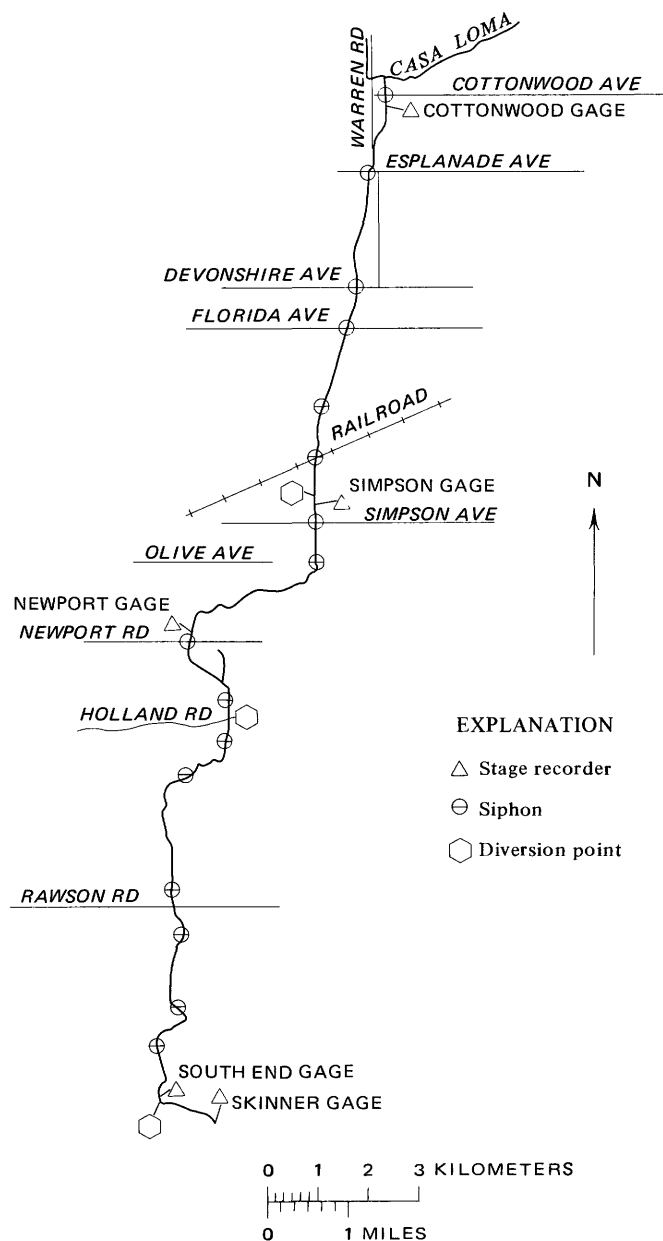 WARREN RD
CASA LOMA
COTTONWOOD AVE
COTTONWOOD GAGE
ESPLANADE AVE
DEVONSHIRE AVE
FLORIDA AVE
RAILROAD
SIMPSON GAGE
SIMPSON AVE
N
OLIVE AVE
NEWPORT GAGE
NEWPORT RD
HOLLAND RD
EXPLANATION
Stage recorder
Siphon
Diversion point
RAWSON RD
SOUTH END GAGE
SKINNER GAGE
0 1 2 3 KILOMETERS
0 1 MILES